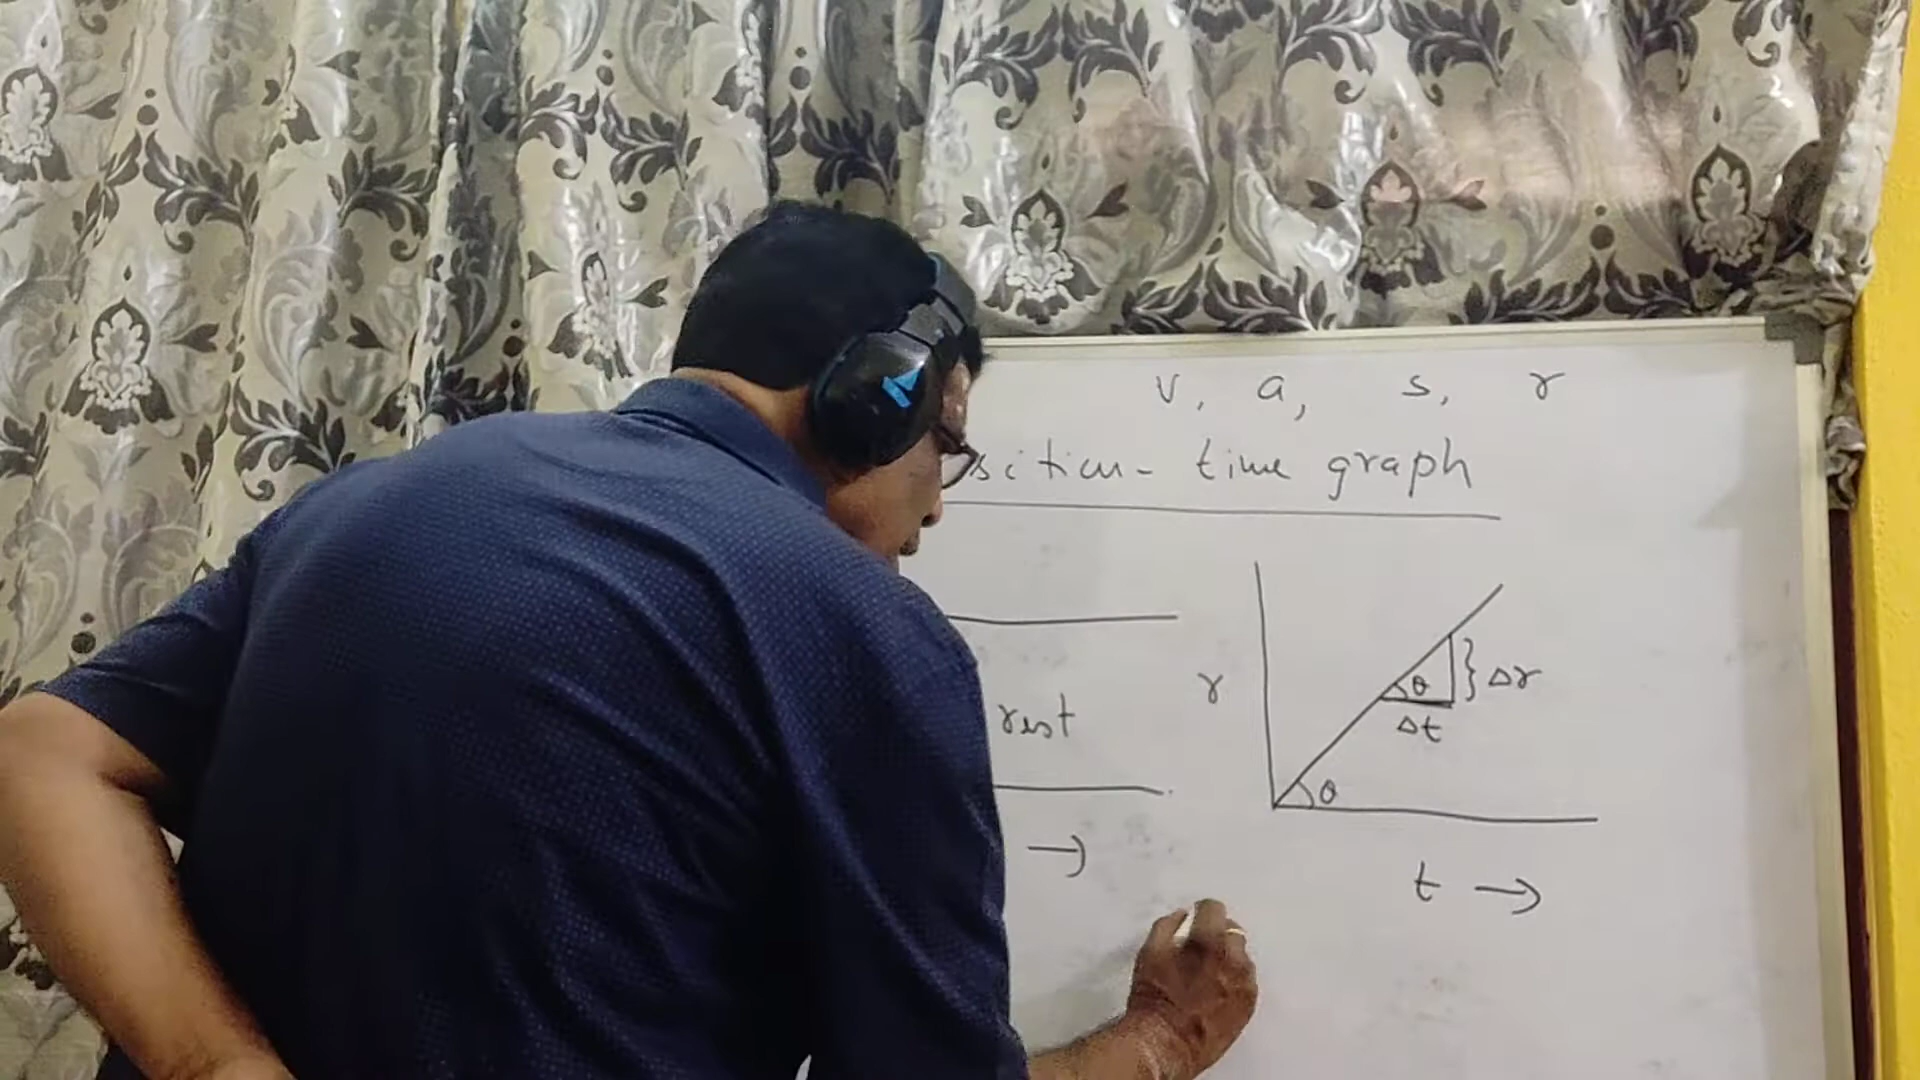 v, a, s, r
time graph
r
θ
} Δr
rest
Δt
θ
t →